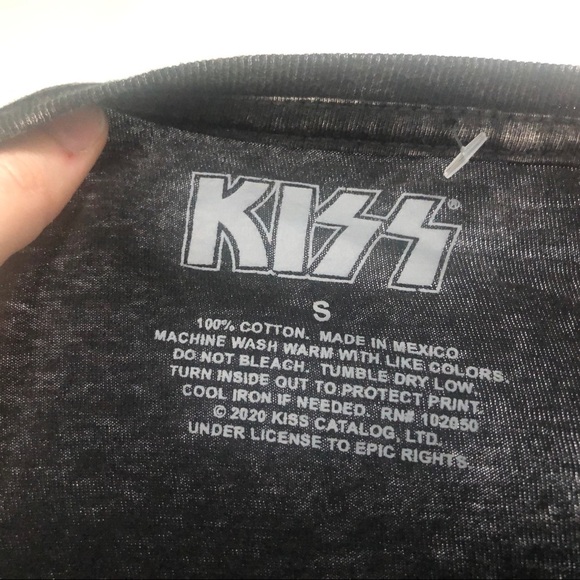 KISS®
S
100% COTTON. MADE IN MEXICO
MACHINE WASH WARM WITH LIKE COLORS.
DO NOT BLEACH. TUMBLE DRY LOW.
TURN INSIDE OUT TO PROTECT PRINT.
COOL IRON IF NEEDED. RN# 102850
© 2020 KISS CATALOG, LTD.
UNDER LICENSE TO EPIC RIGHTS.